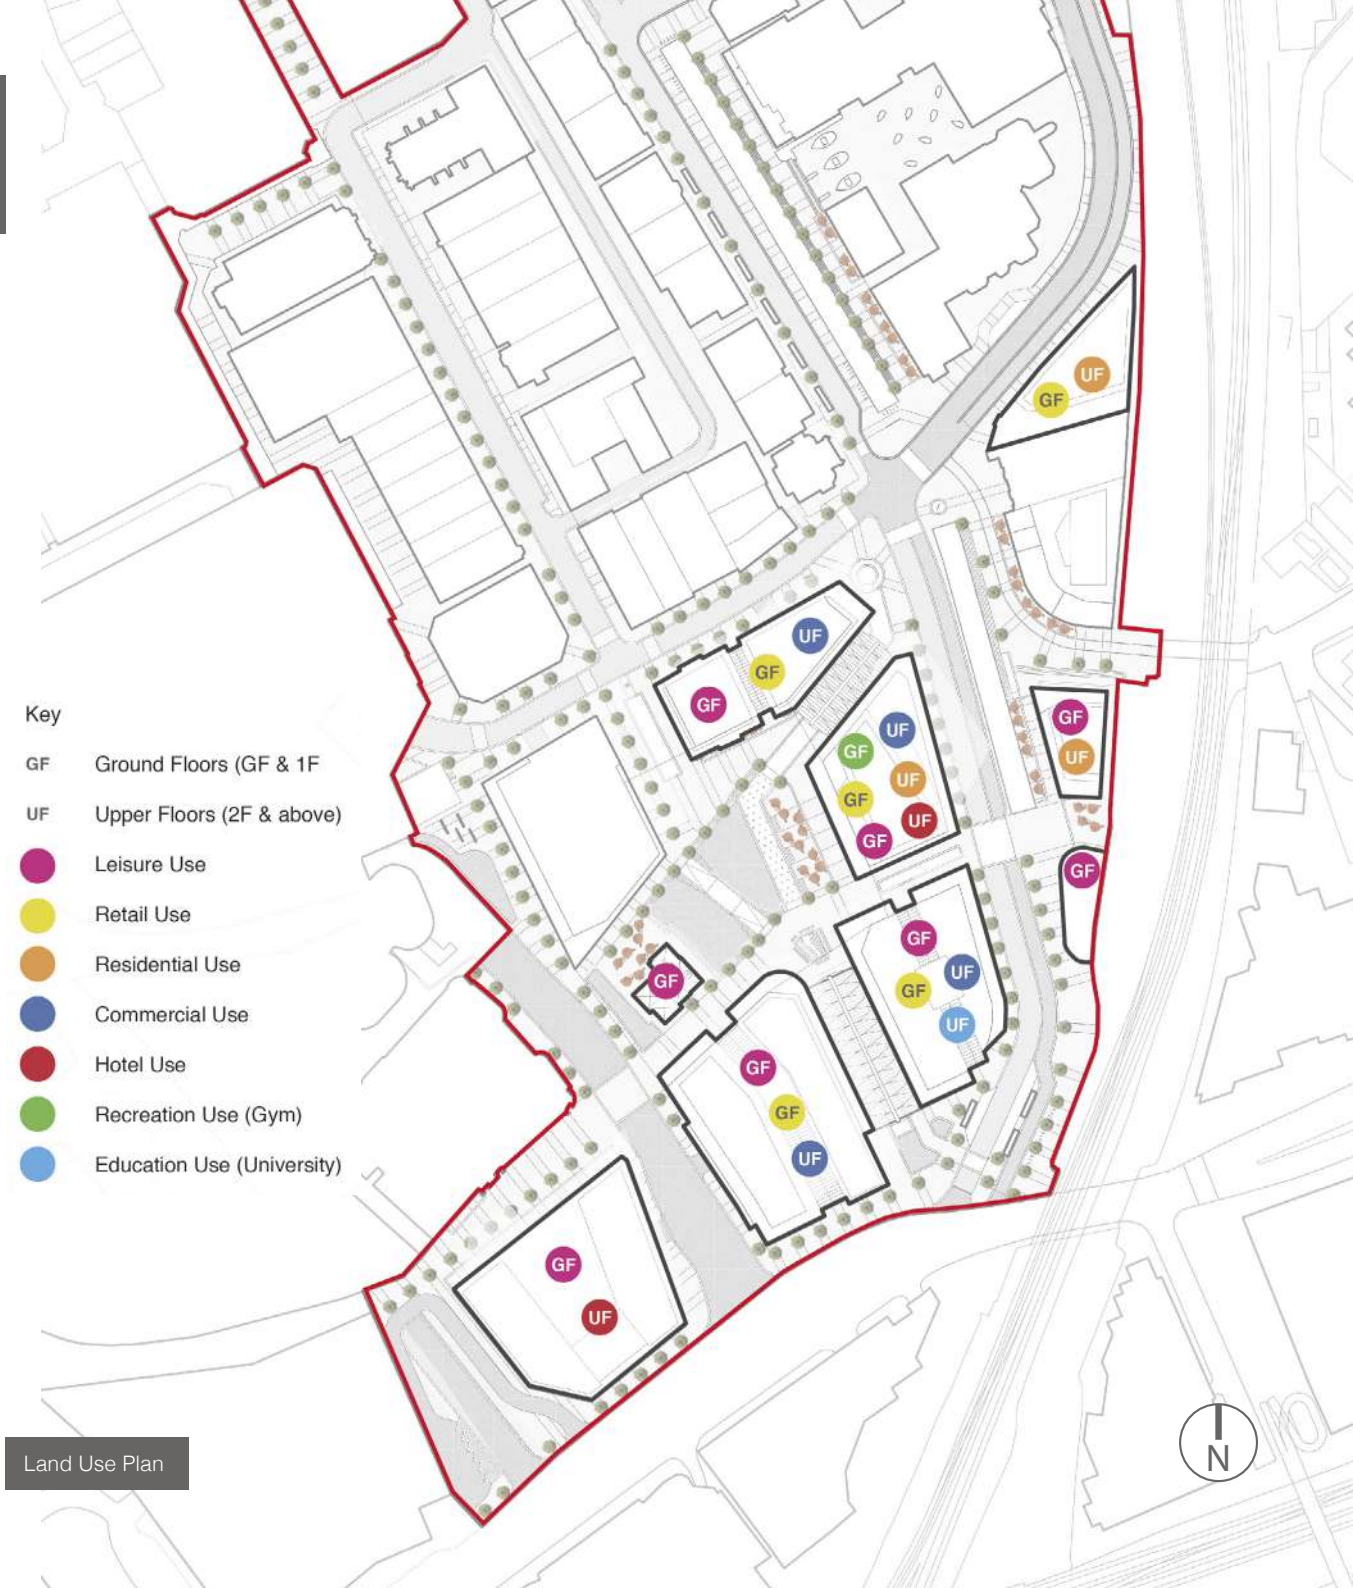 UF
GF
UF
GF
GF
GF
UF
GF
UF
GF
UF
GF
UF
GF
GF
GF
UF
GF
UF
GF
GF
UF
GF
UF
GF
UF
Key
GF Ground Floors (GF & 1F
UF Upper Floors (2F & above)
Leisure Use
Retail Use
Residential Use
Commercial Use
Hotel Use
Recreation Use (Gym)
Education Use (University)
Land Use Plan
N